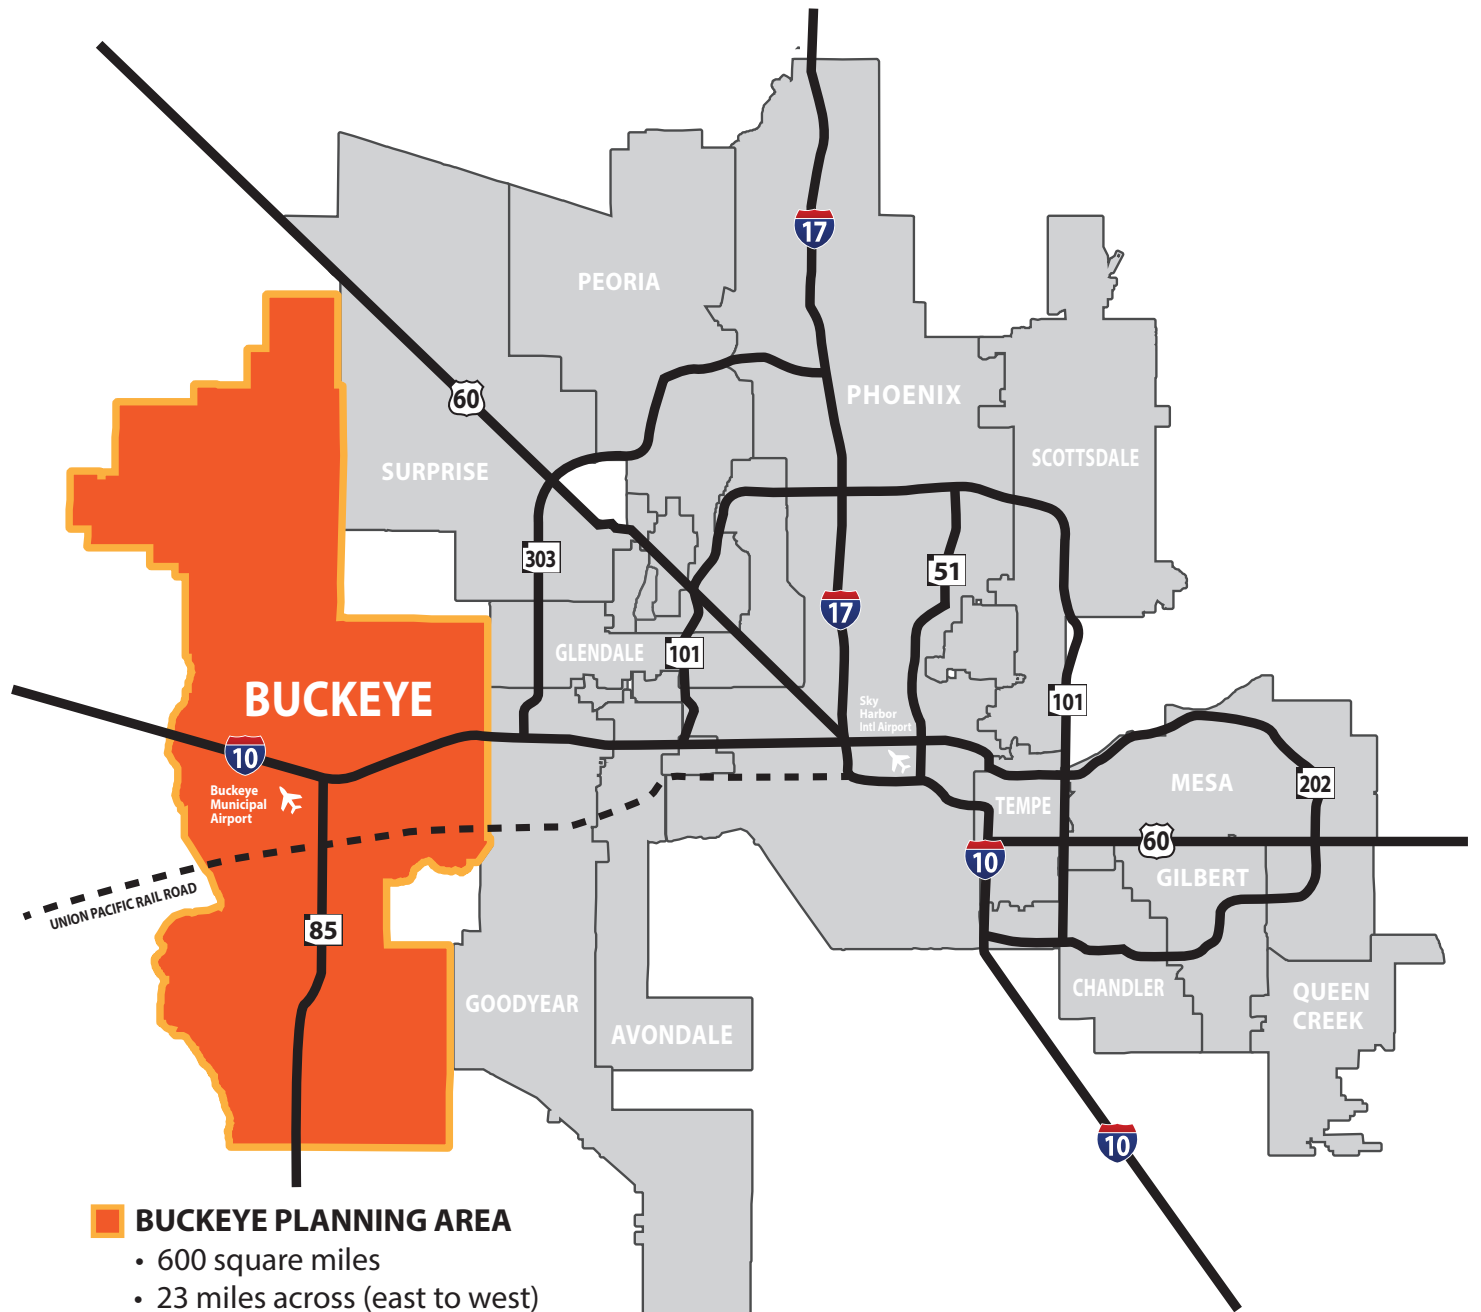 17
PEORIA
60
PHOENIX
SURPRISE
SCOTTSDALE
303
51
17
GLENDALE
101
BUCKEYE
101
Sky
Harbor
Intl Airport
10
Buckeye
Municipal
Airport
MESA
202
TEMPE
60
10
GILBERT
UNION PACIFIC RAIL ROAD
85
GOODYEAR
CHANDLER
QUEEN
CREEK
AVONDALE
10
BUCKEYE PLANNING AREA
• 600 square miles
• 23 miles across (east to west)